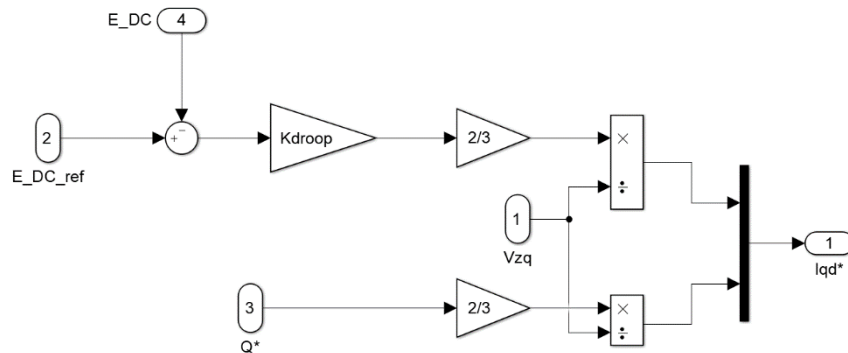 E_DC
4
2
E_DC_ref
+
−
Kdroop
2/3
×
÷
1
Vzq
1
Iqd*
3
Q*
2/3
×
÷